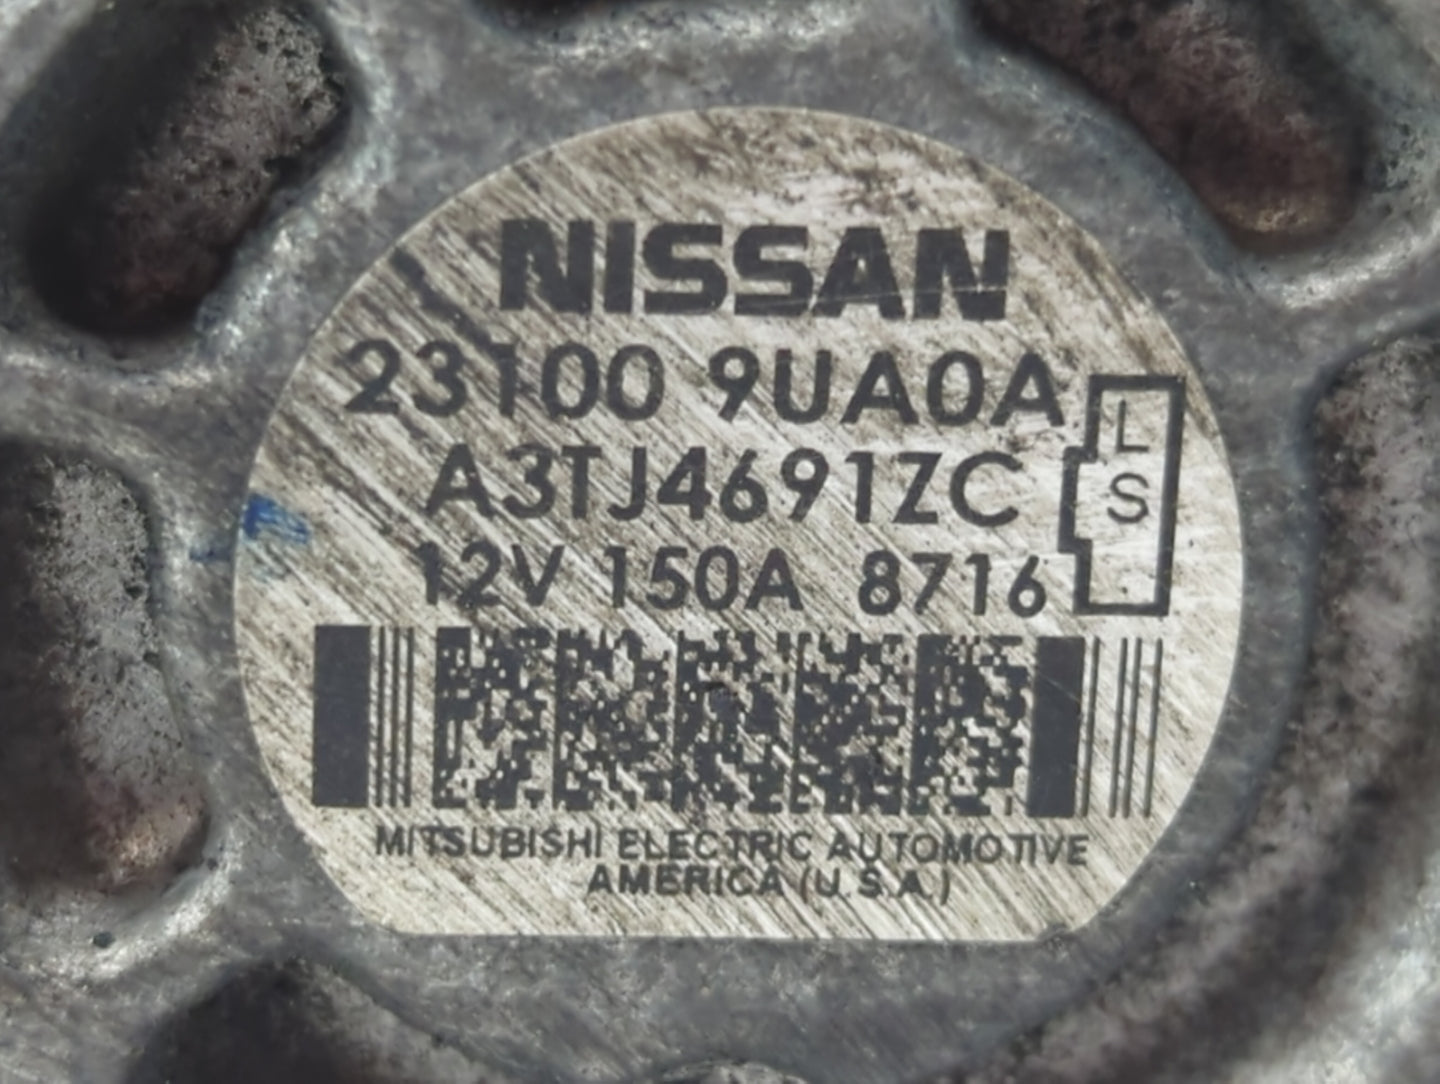 NISSAN
23100 9UA0A
A3TJ4691ZC
L
S
12V 150A 8716
MITSUBISHI ELECTRIC AUTOMOTIVE
AMERICA (U.S.A.)